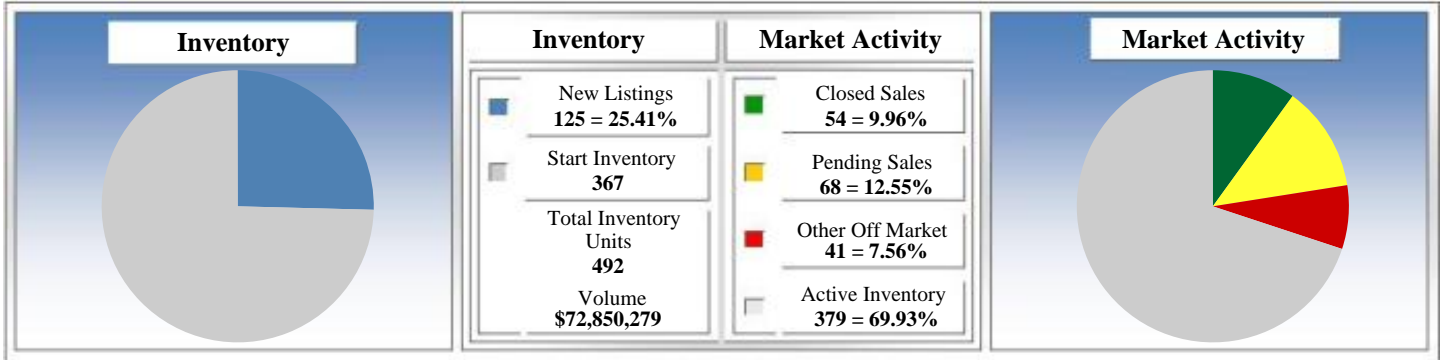 Inventory
Inventory
Market Activity
New Listings
125 = 25.41%
Start Inventory
367
Total Inventory
Units
492
Volume
$72,850,279
Closed Sales
54 = 9.96%
Pending Sales
68 = 12.55%
Other Off Market
41 = 7.56%
Active Inventory
379 = 69.93%
Market Activity